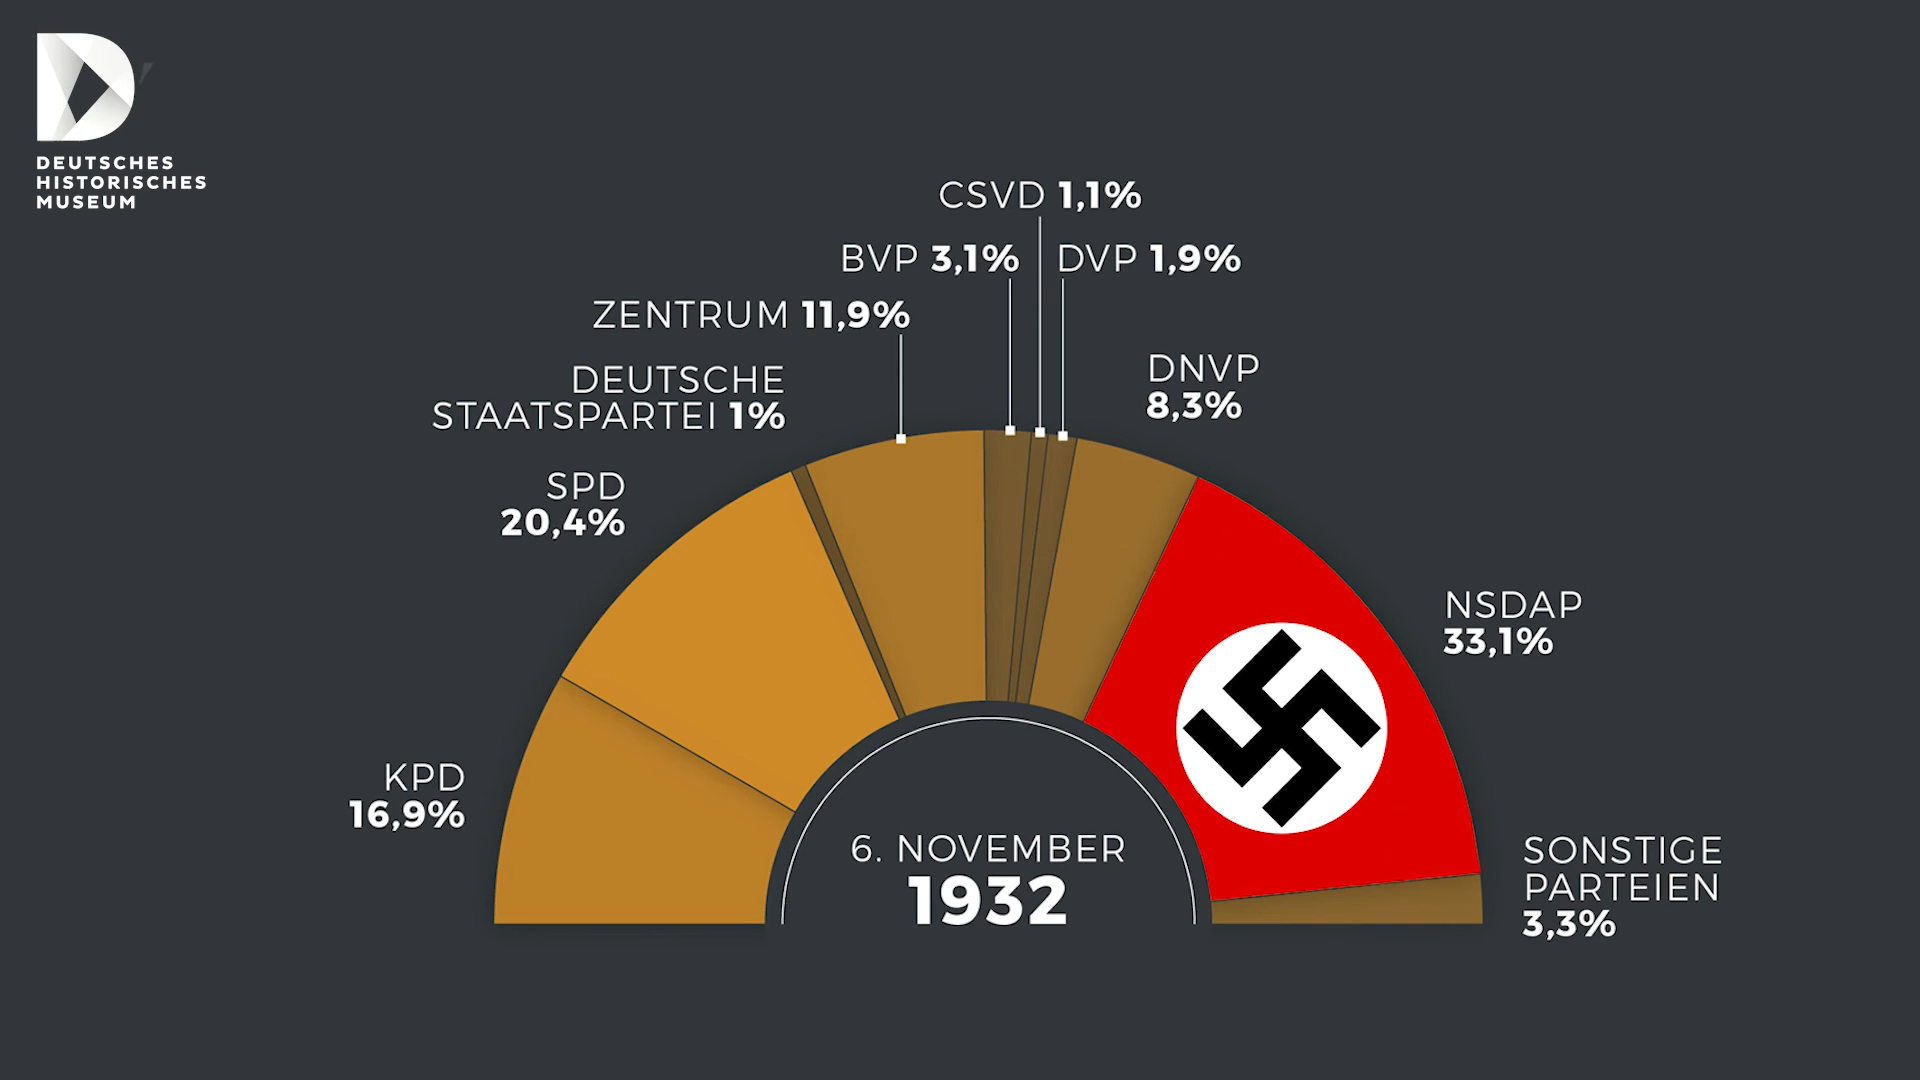 DEUTSCHES
HISTORISCHES
MUSEUM
CSVD 1,1%
BVP 3,1%
DVP 1,9%
ZENTRUM 11,9%
DEUTSCHE
STAATSPARTEI 1%
DNVP
8,3%
SPD
20,4%
NSDAP
33,1%
KPD
16,9%
SONSTIGE
PARTEIEN
3,3%
6. NOVEMBER
1932